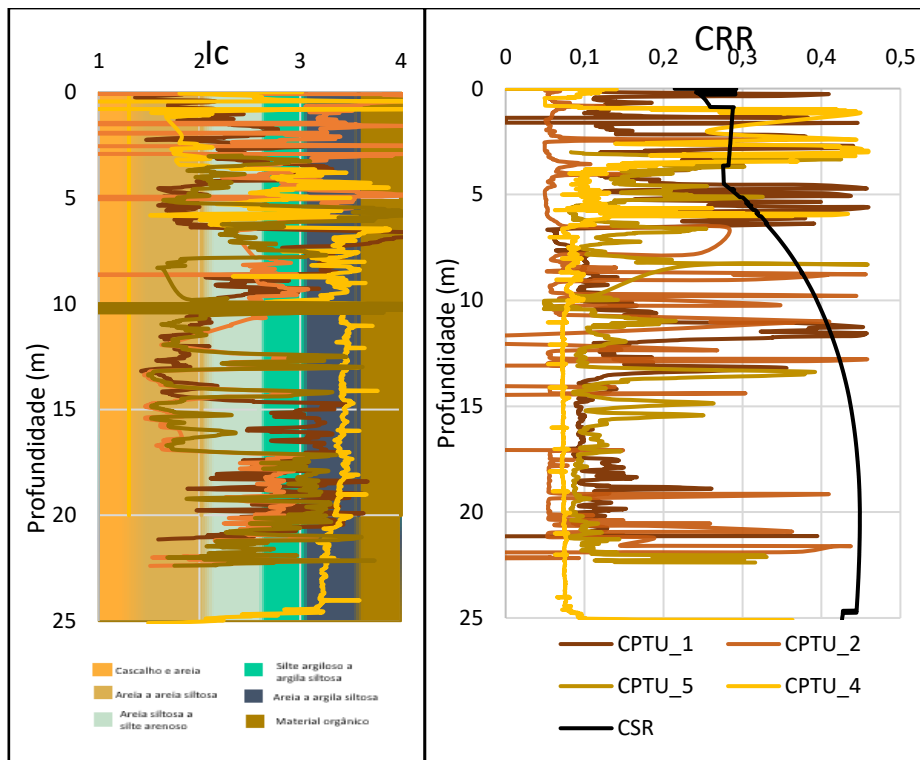 Ic
1 2 3 4
0
5
10
15
20
25
Profundidade (m)
Cascalho e areia
Areia a areia siltosa
Areia siltosa a
silte arenoso
Silte argiloso a
argila siltosa
Areia a argila siltosa
Material orgânico
CRR
0 0,1 0,2 0,3 0,4 0,5
0
5
10
15
20
25
Profundidade (m)
CPTU_1 CPTU_2
CPTU_5 CPTU_4
CSR